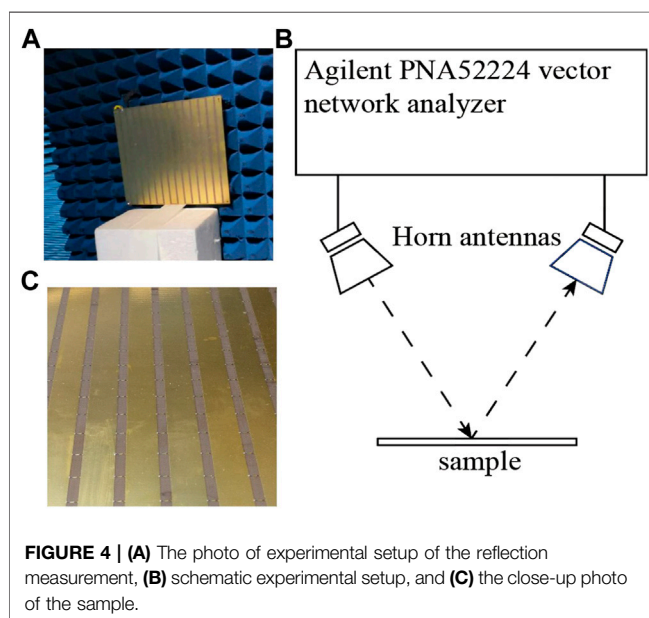 A
B
Agilent PNA52224 vector
network analyzer
Horn antennas
C
sample
FIGURE 4 | (A) The photo of experimental setup of the reflection
measurement, (B) schematic experimental setup, and (C) the close-up photo
of the sample.